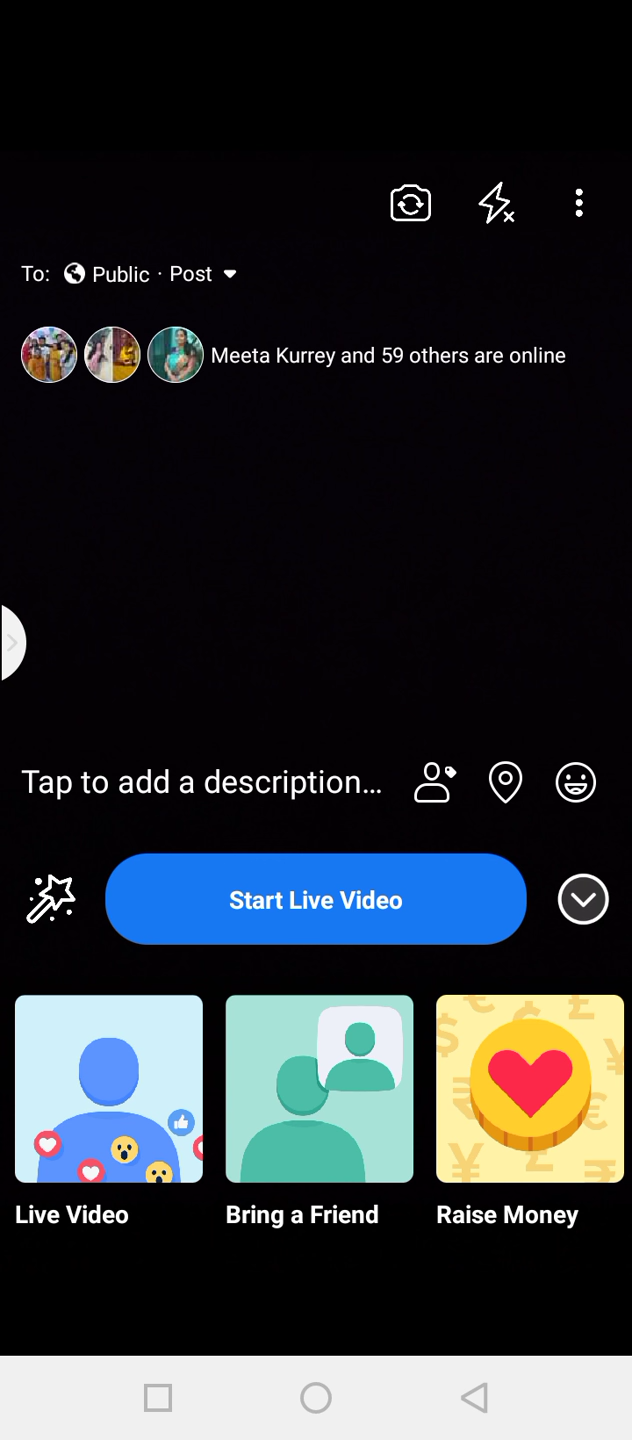 To: Public · Post
Meeta Kurrey and 59 others are online
Tap to add a description...
Start Live Video
Live Video
Bring a Friend
Raise Money